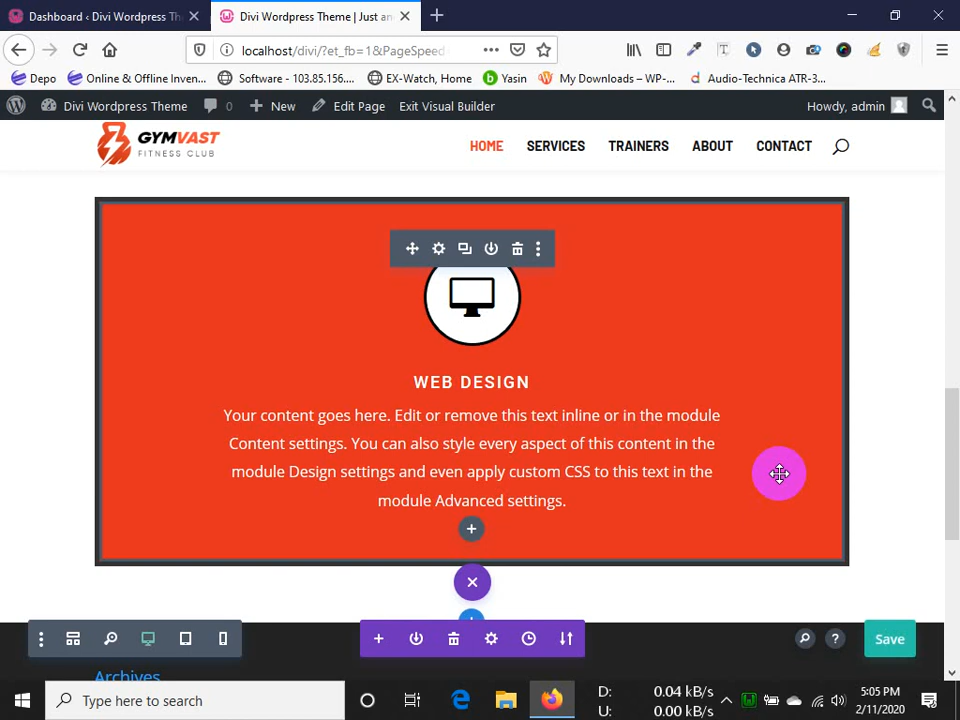 Dashboard ‹ Divi Wordpress Th
Divi Wordpress Theme | Just an
localhost/divi/?et_fb=1&PageSpeed
Depo
Online & Offline Inven...
Software - 103.85.156....
EX-Watch, Home
Yasin
My Downloads – WP-...
Audio-Technica ATR-3...
Divi Wordpress Theme
0
New
Edit Page
Exit Visual Builder
Howdy, admin
GYMVAST
FITNESS CLUB
HOME
SERVICES
TRAINERS
ABOUT
CONTACT
WEB DESIGN
Your content goes here. Edit or remove this text inline or in the module
Content settings. You can also style every aspect of this content in the
module Design settings and even apply custom CSS to this text in the
module Advanced settings.
Save
Archives
Type here to search
D: 0.04 kB/s
U: 0.00 kB/s
5:05 PM
2/11/2020